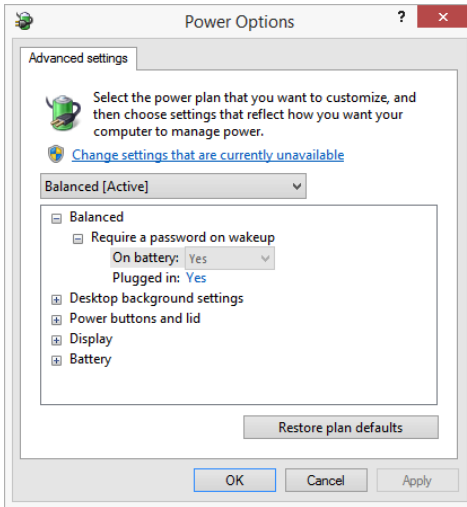 Power Options
?
Advanced settings
Select the power plan that you want to customize, and
then choose settings that reflect how you want your
computer to manage power.
Change settings that are currently unavailable
Balanced [Active]
Balanced
Require a password on wakeup
On battery: Yes
Plugged in: Yes
Desktop background settings
Power buttons and lid
Display
Battery
Restore plan defaults
OK Cancel Apply